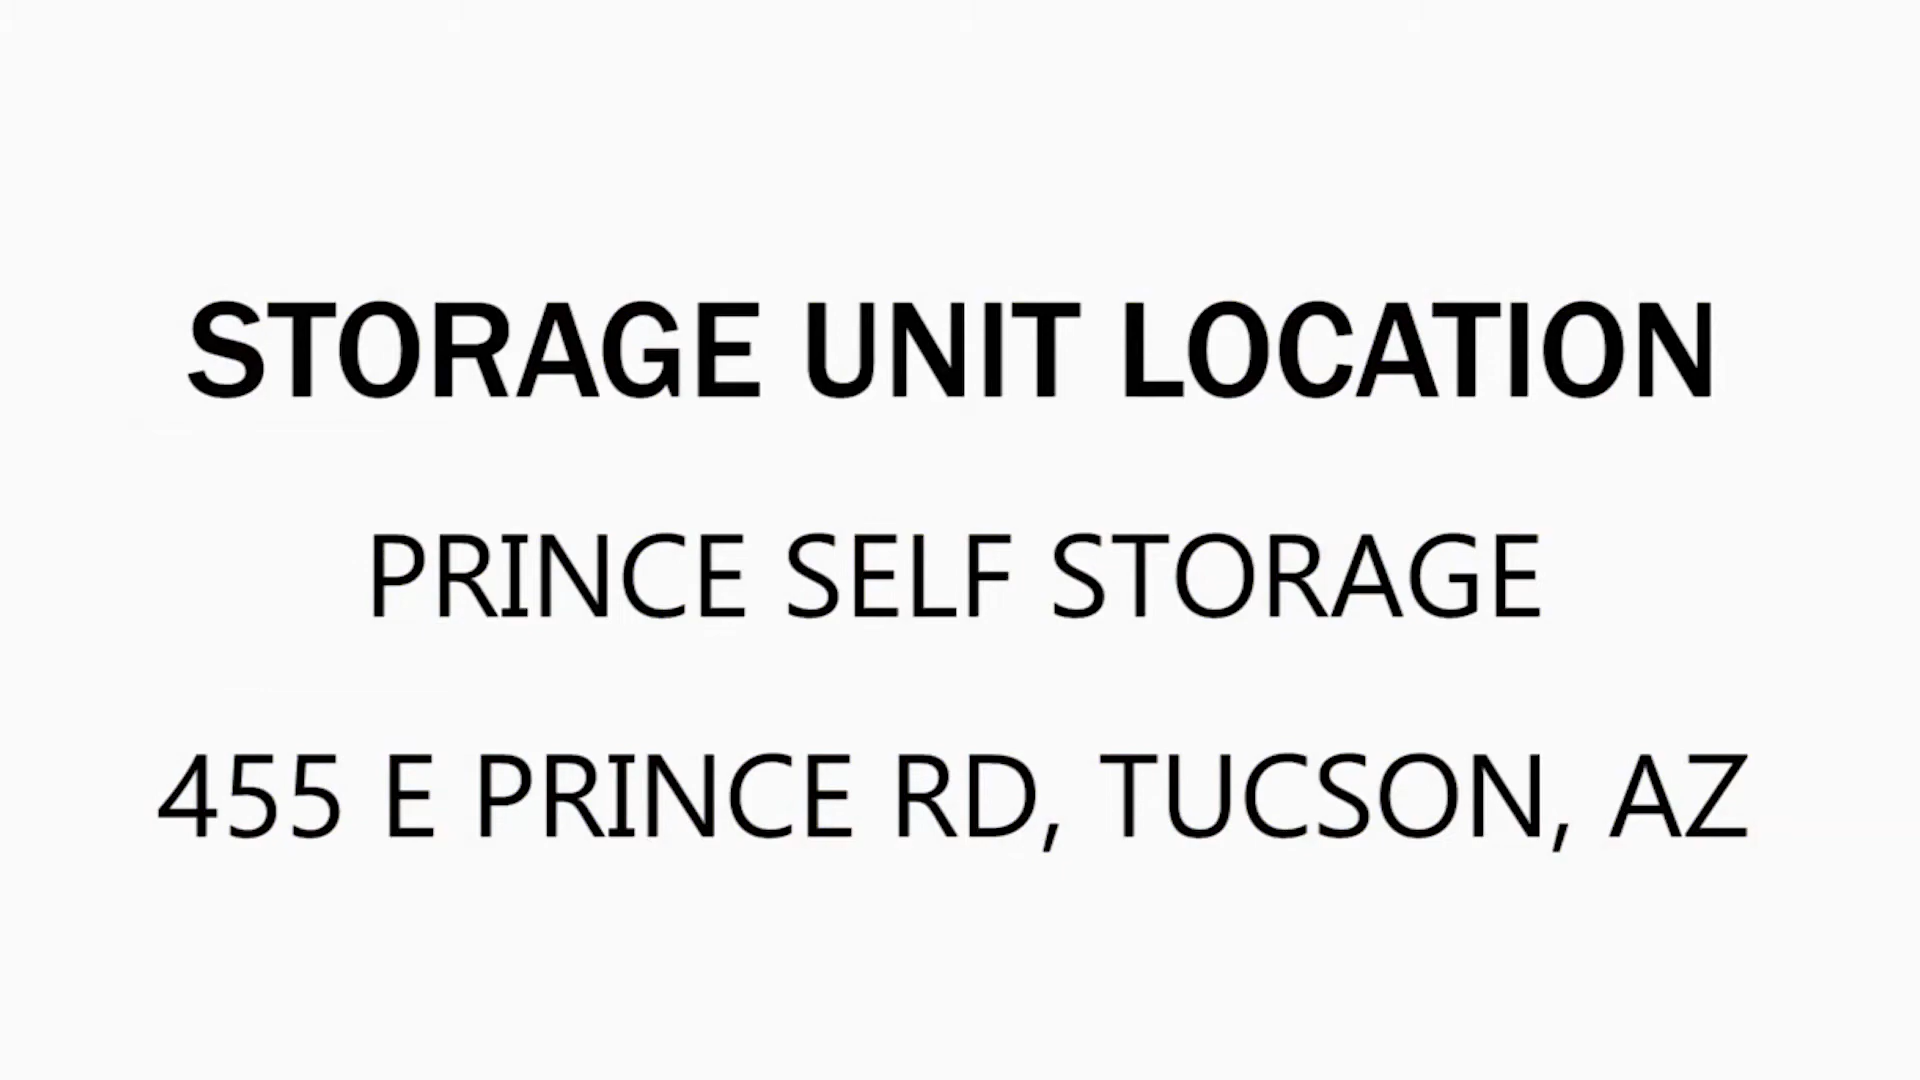 STORAGE UNIT LOCATION
PRINCE SELF STORAGE
455 E PRINCE RD, TUCSON, AZ